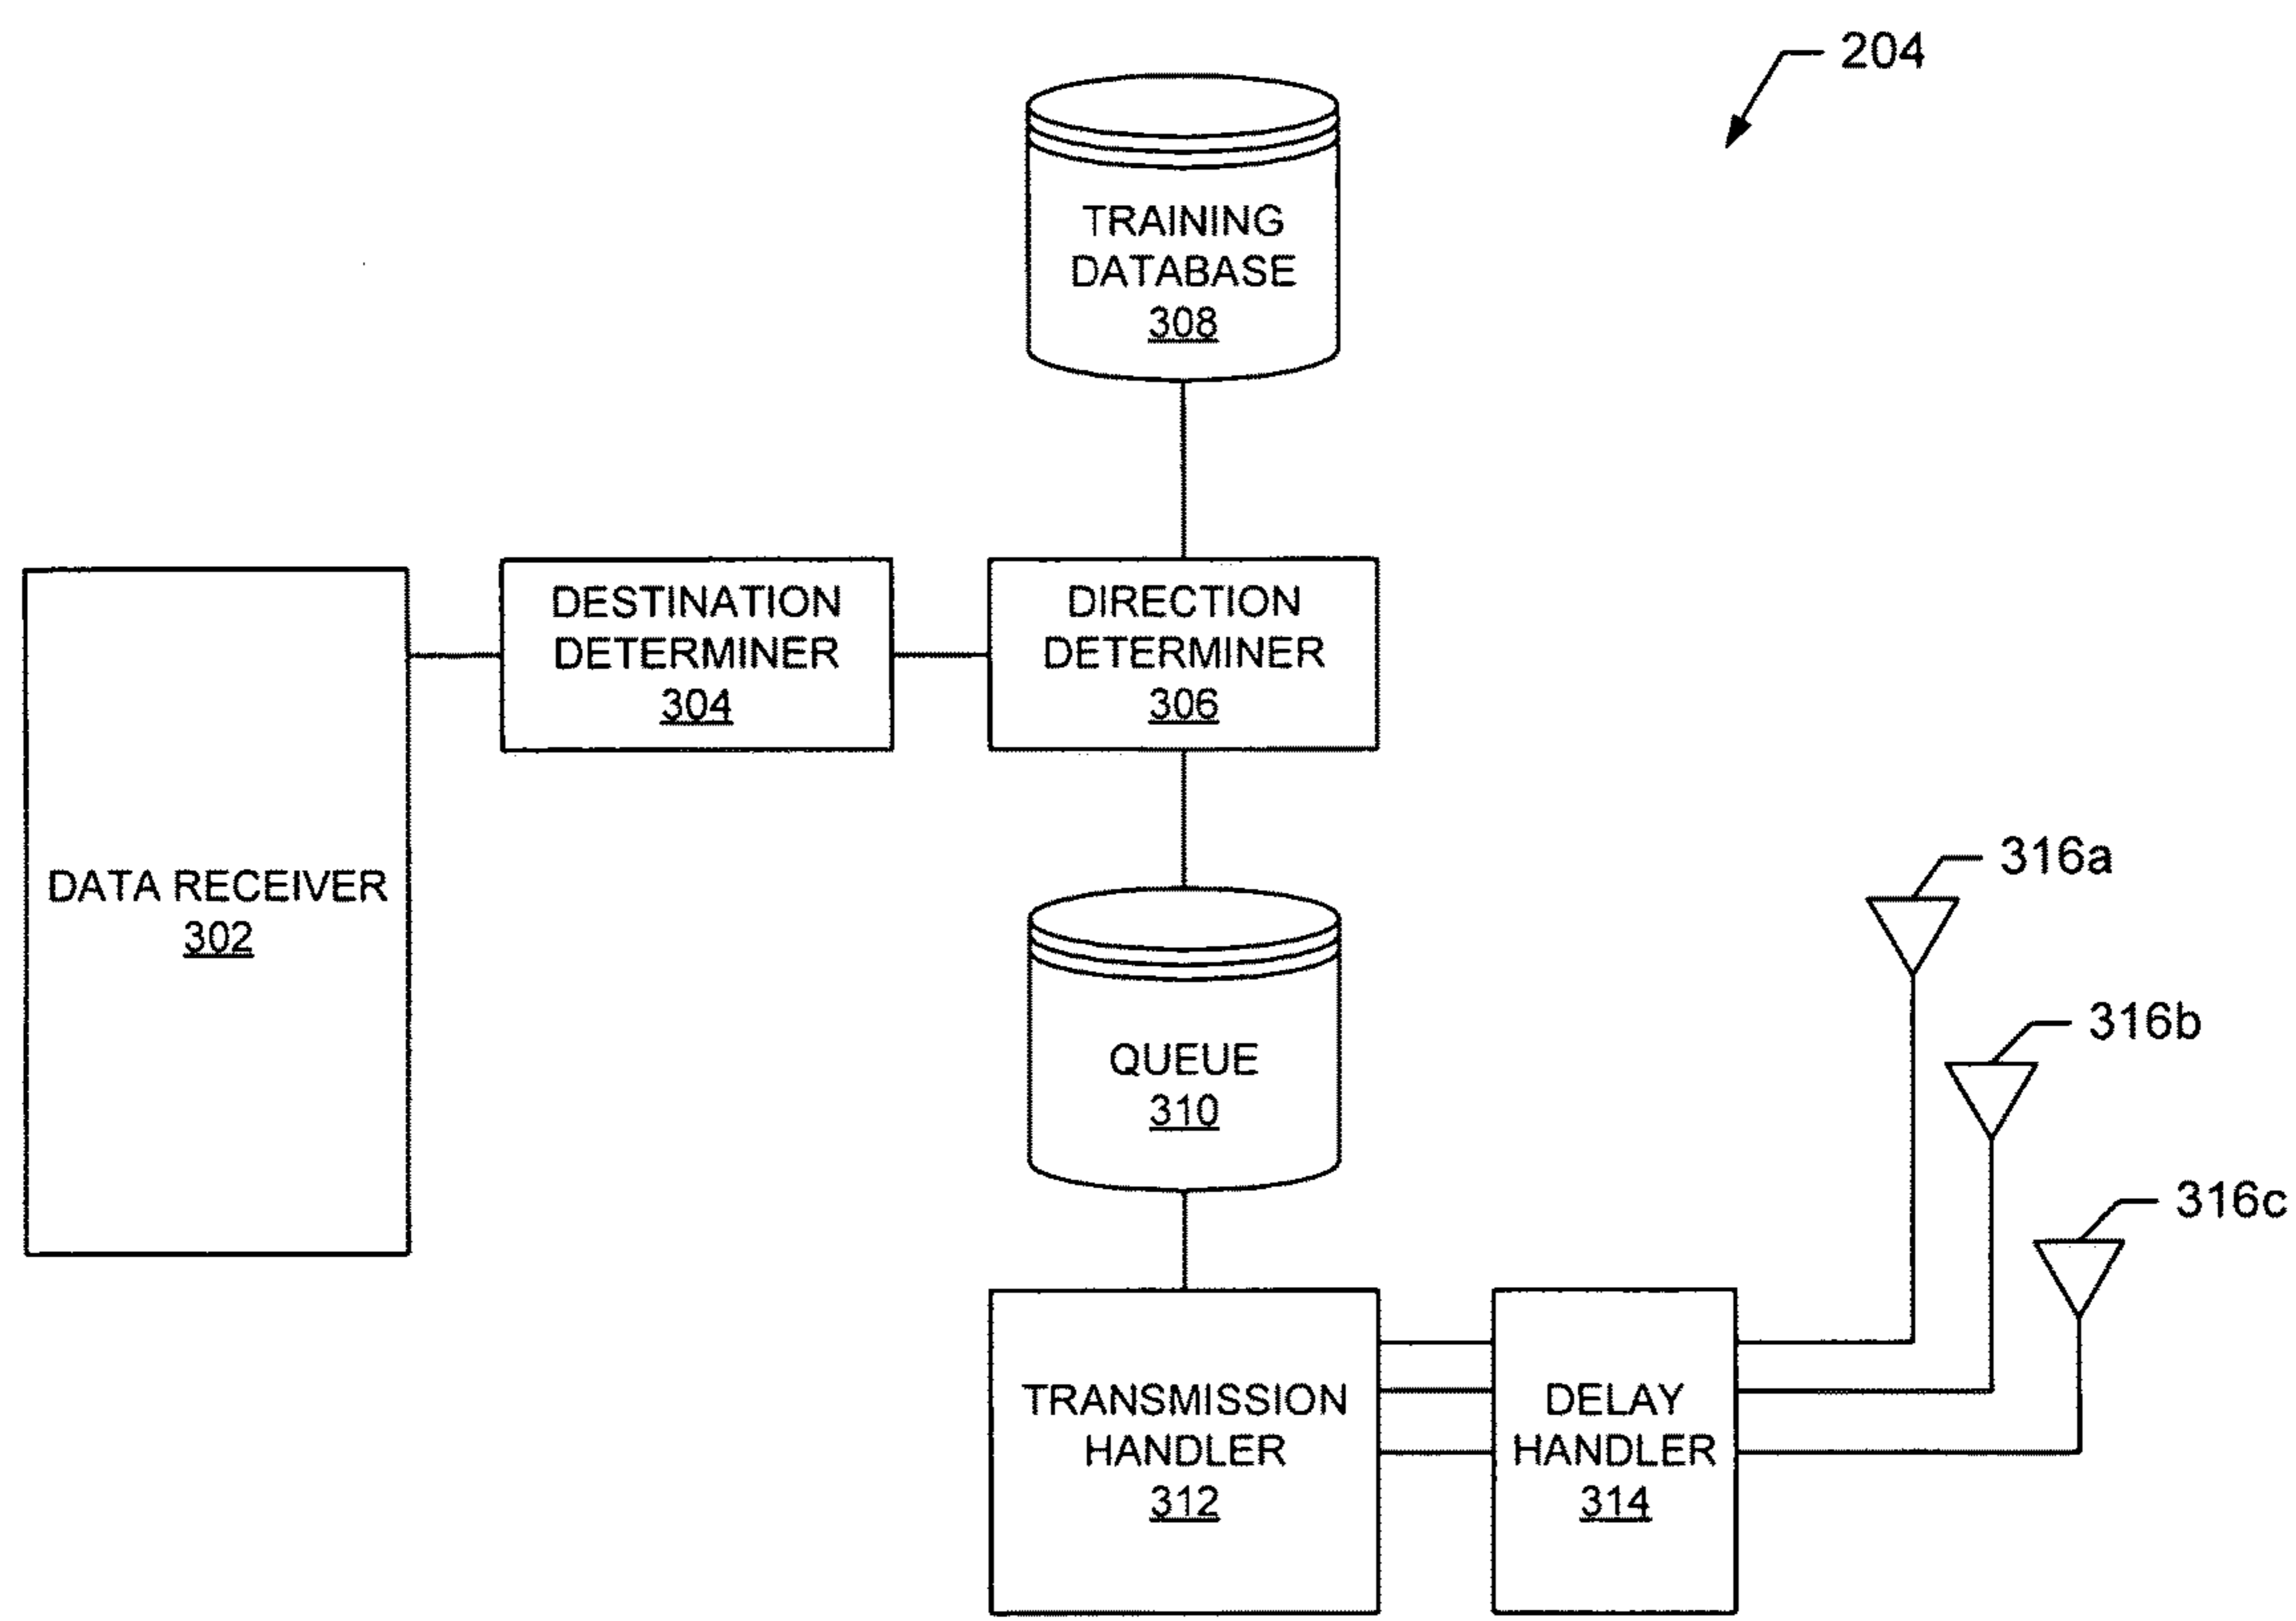 204
TRAINING
DATABASE
308
DESTINATION
DETERMINER
304
DIRECTION
DETERMINER
306
DATA RECEIVER
302
QUEUE
310
316a
316b
316c
TRANSMISSION
HANDLER
312
DELAY
HANDLER
314